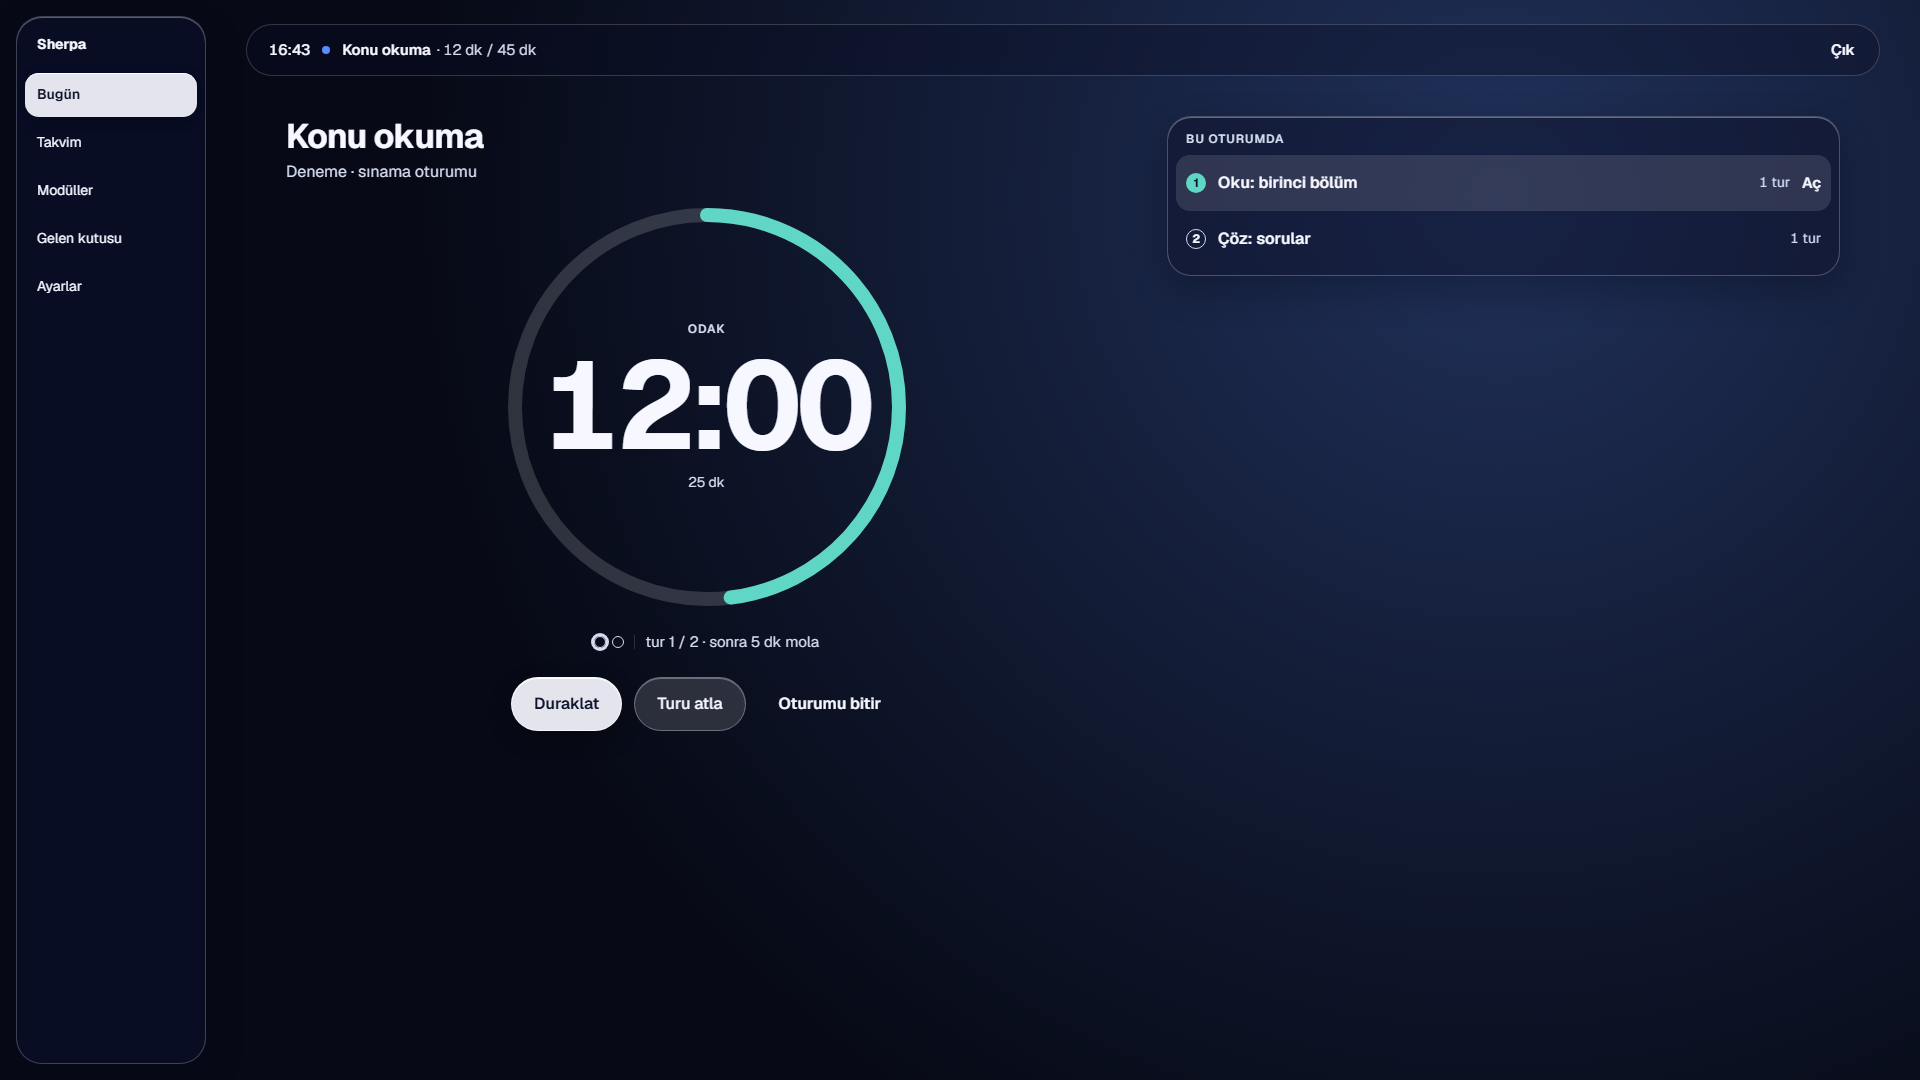 Sherpa
Bugün
Takvim
Modüller
Gelen kutusu
Ayarlar
16:43 Konu okuma · 12 dk / 45 dk
Çık
Konu okuma
Deneme · sınama oturumu
ODAK
12:00
25 dk
tur 1 / 2 · sonra 5 dk mola
Duraklat
Turu atla
Oturumu bitir
BU OTURUMDA
1 Oku: birinci bölüm 1 tur Aç
2 Çöz: sorular 1 tur